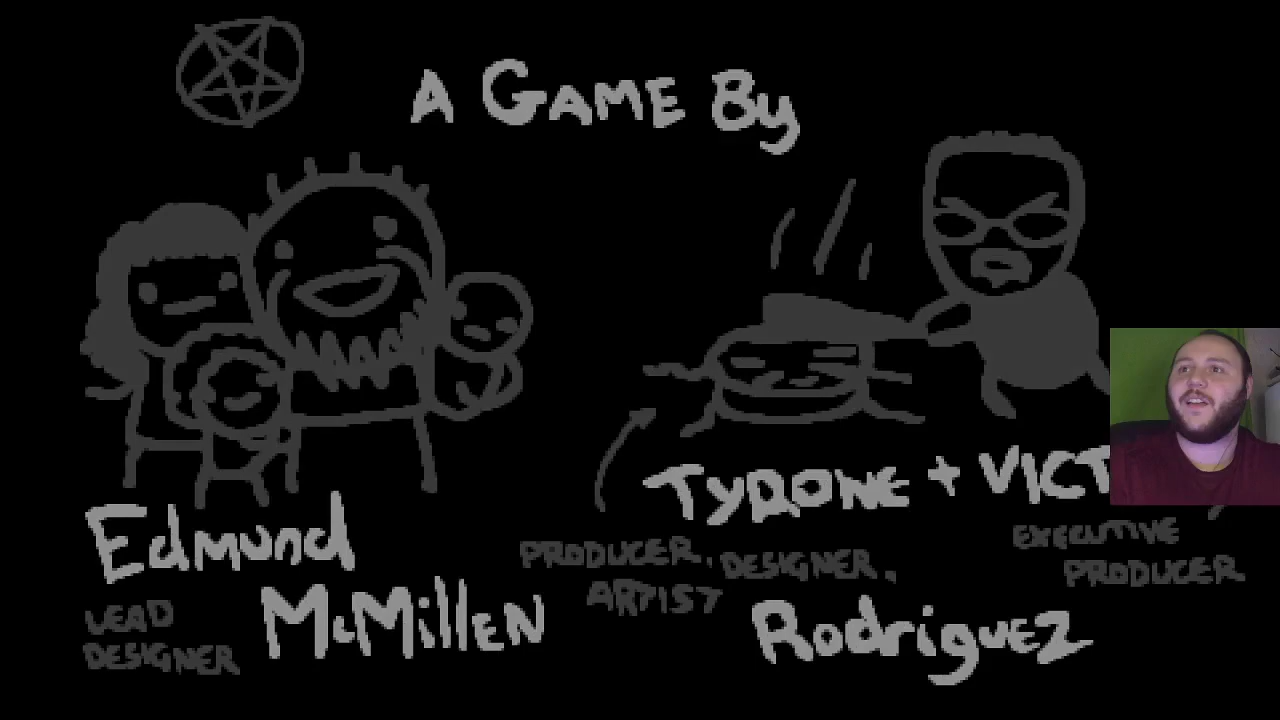 A GAME By
Edmund
McMillen
LEAD
DESIGNER
TYRONE + VICT
PRODUCER, DESIGNER,
ARTIST
EXECUTIVE
PRODUCER
Rodriguez